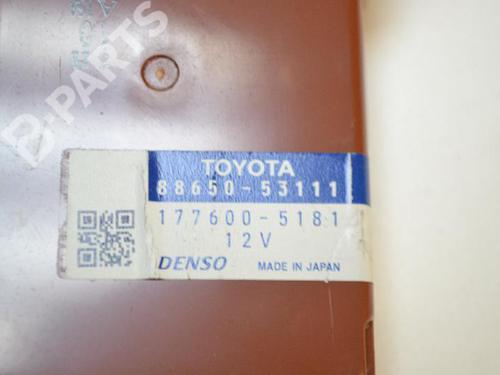 B-PARTS
TOYOTA
88650-53111
177600-5181
12V
DENSO MADE IN JAPAN